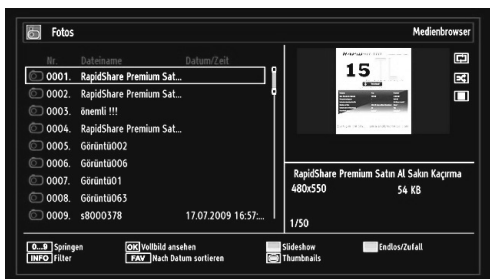 Fotos Medienbrowser
Nr. Dateiname Datum/Zeit
0001. RapidShare Premium Sat...
0002. RapidShare Premium Sat...
0003. önemli !!!
0004. RapidShare Premium Sat...
0005. Görüntü002
0006. Görüntü006
0007. Görüntü01
0008. Görüntü063
0009. s8000378 17.07.2009 16:57:...
15
RapidShare Premium Satın Al Sakın Kaçırma
480x550 54 KB
1/50
0...9 Springen OK Vollbild ansehen Slideshow Endlos/Zufall
INFO Filter FAV Nach Datum sortieren Thumbnails